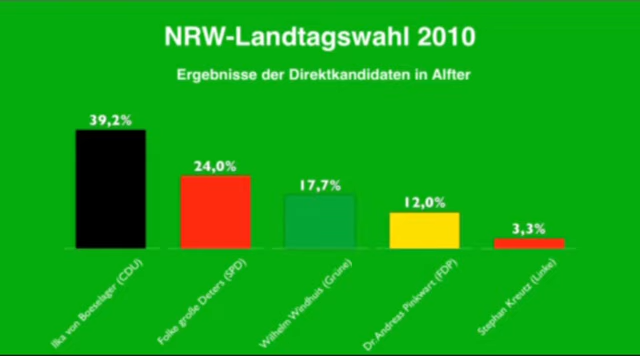 NRW-Landtagswahl 2010
Ergebnisse der Direktkandidaten in Alfter
39,2%
24,0%
17,7%
12,0%
3,3%
Ilka von Boeselager (CDU)
Folke große Deters (SPD)
Wilhelm Windhuis (Grüne)
Dr. Andreas Pinkwart (FDP)
Stephan Kreutz (Linke)